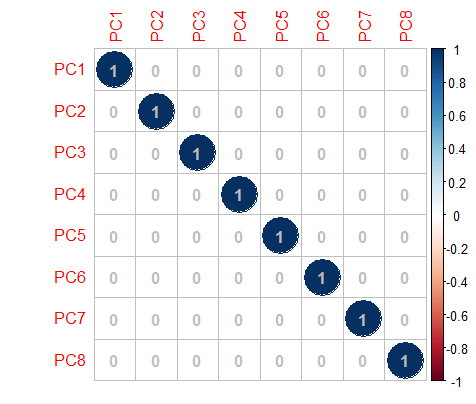 PC1 PC2 PC3 PC4 PC5 PC6 PC7 PC8
PC1 1 0 0 0 0 0 0 0
PC2 0 1 0 0 0 0 0 0
PC3 0 0 1 0 0 0 0 0
PC4 0 0 0 1 0 0 0 0
PC5 0 0 0 0 1 0 0 0
PC6 0 0 0 0 0 1 0 0
PC7 0 0 0 0 0 0 1 0
PC8 0 0 0 0 0 0 0 1
1
0.8
0.6
0.4
0.2
0
-0.2
-0.4
-0.6
-0.8
-1